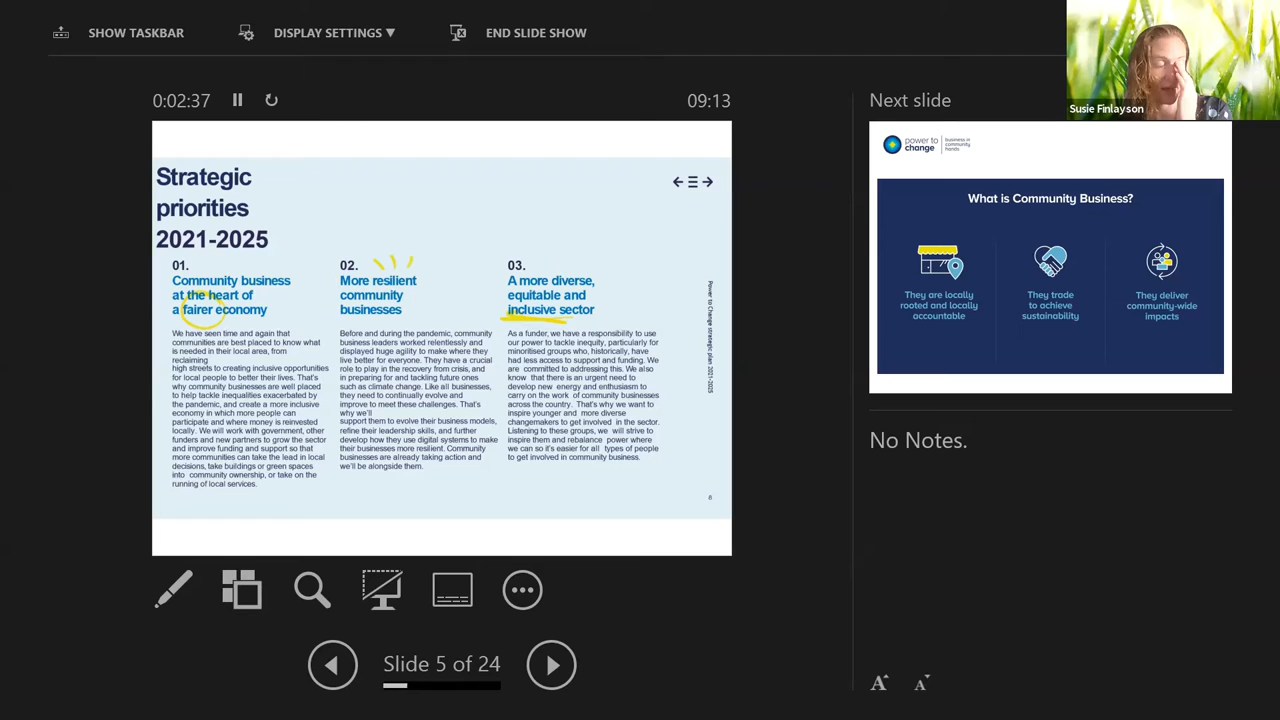 SHOW TASKBAR
DISPLAY SETTINGS ▼
END SLIDE SHOW
Susie Finlayson
0:02:37
09:13
Next slide
Strategic
priorities
2021-2025
01.
Community business
at the heart of
a fairer economy
We have seen time and again that
communities are best placed to know what
is needed in their local area, from
reclaiming
high streets to creating inclusive opportunities
for local people to better their lives. That's
why community businesses are well placed
to help tackle inequalities exacerbated by
the pandemic, and create a more inclusive
economy in which more people can
participate and where money is reinvested
locally. We will work with government, other
funders and new partners to grow the sector
and improve funding and support so that
more communities can take the lead in local
decisions, take buildings or green spaces
into community ownership, or take on the
running of local services.
02.
More resilient
community
businesses
Before and during the pandemic, community
business leaders worked relentlessly and
displayed huge agility to make where they
live better for everyone. They have a crucial
role to play in the recovery from crisis, and
in preparing for and tackling future ones
such as climate change. Like all businesses,
they need to continually evolve and
improve to meet these challenges. That's
why we'll
support them to evolve their business models,
refine their leadership skills, and further
develop how they use digital systems to make
their businesses more resilient. Community
businesses are already taking action and
we'll be alongside them.
03.
A more diverse,
equitable and
inclusive sector
As a funder, we have a responsibility to use
our power to tackle inequity, particularly for
minoritised groups who, historically, have
had less access to support and funding. We
are committed to addressing this. We also
know that there is an urgent need to
develop new energy and enthusiasm to
carry on the work of community businesses
across the country. That's why we want to
inspire younger and more diverse
changemakers to get involved in the sector.
Listening to these groups, we will strive to
inspire them and rebalance power where
we can so it's easier for all types of people
to get involved in community business.
Power to Change strategic plan 2021-2025
8
power to
change
business in
community
hands
What is Community Business?
They are locally
rooted and locally
accountable
They trade
to achieve
sustainability
They deliver
community-wide
impacts
No Notes.
Slide 5 of 24
A A